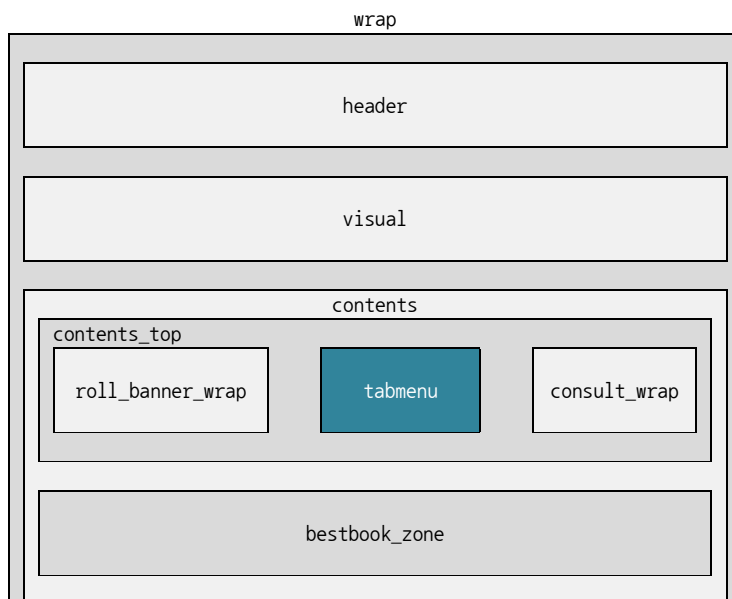 wrap
header
visual
contents
contents_top
roll_banner_wrap
tabmenu
consult_wrap
bestbook_zone